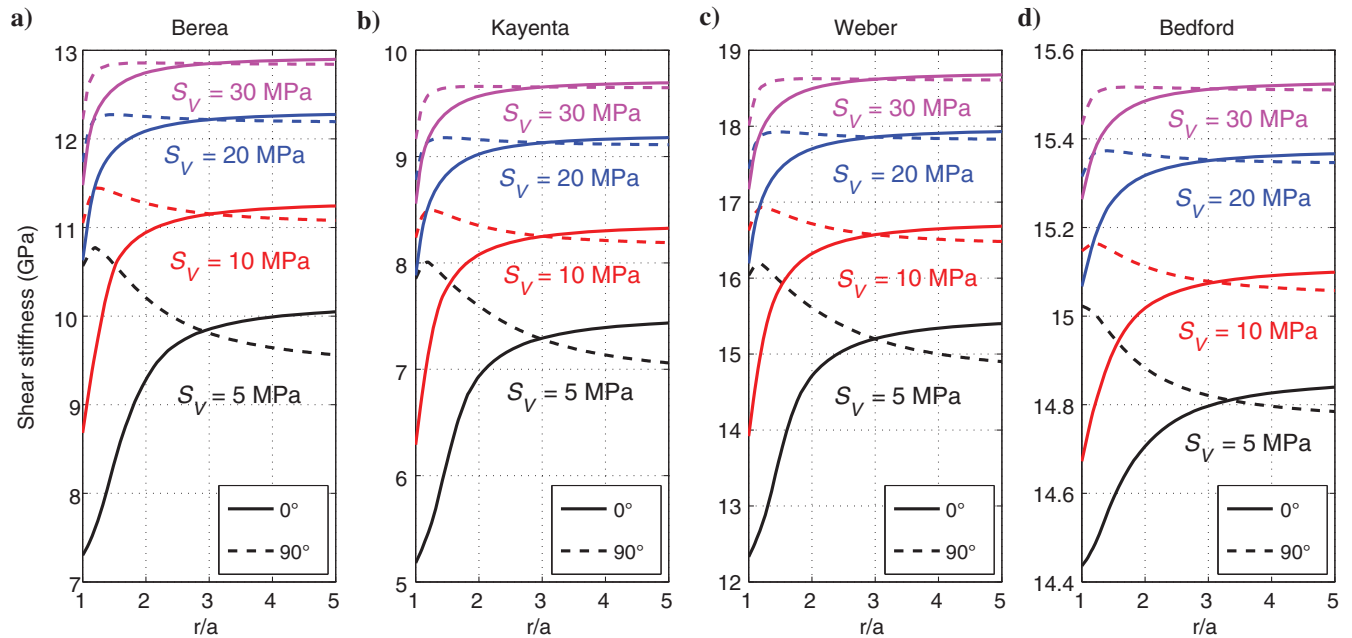 a) Berea
b) Kayenta
c) Weber
d) Bedford
Shear stiffness (GPa)
13
12
11
10
9
8
7
S_V = 30 MPa
S_V = 20 MPa
S_V = 10 MPa
S_V = 5 MPa
0°
90°
1 2 3 4 5
r/a
10
9
8
7
6
5
S_V = 30 MPa
S_V = 20 MPa
S_V = 10 MPa
S_V = 5 MPa
0°
90°
1 2 3 4 5
r/a
19
18
17
16
15
14
13
12
S_V = 30 MPa
S_V = 20 MPa
S_V = 10 MPa
S_V = 5 MPa
0°
90°
1 2 3 4 5
r/a
15.6
15.4
15.2
15
14.8
14.6
14.4
S_V = 30 MPa
S_V = 20 MPa
S_V = 10 MPa
S_V = 5 MPa
0°
90°
1 2 3 4 5
r/a